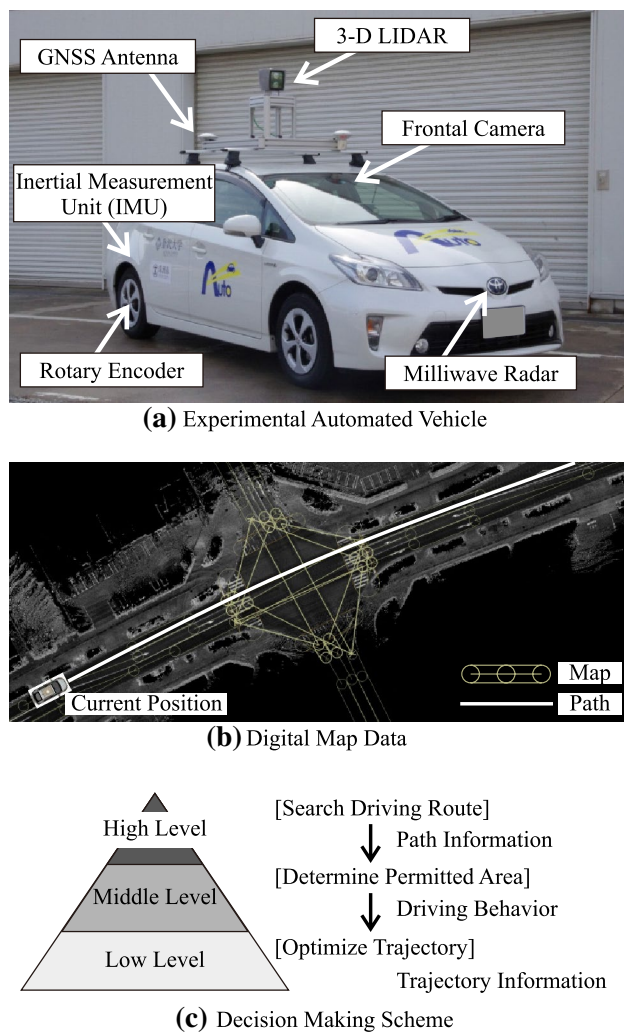 3-D LIDAR
GNSS Antenna
Frontal Camera
Inertial Measurement
Unit (IMU)
Auto
Auto
Rotary Encoder
Milliwave Radar
(a) Experimental Automated Vehicle
Map
Current Position
Path
(b) Digital Map Data
High Level
[Search Driving Route]
Path Information
Middle Level
[Determine Permitted Area]
Driving Behavior
Low Level
[Optimize Trajectory]
Trajectory Information
(c) Decision Making Scheme